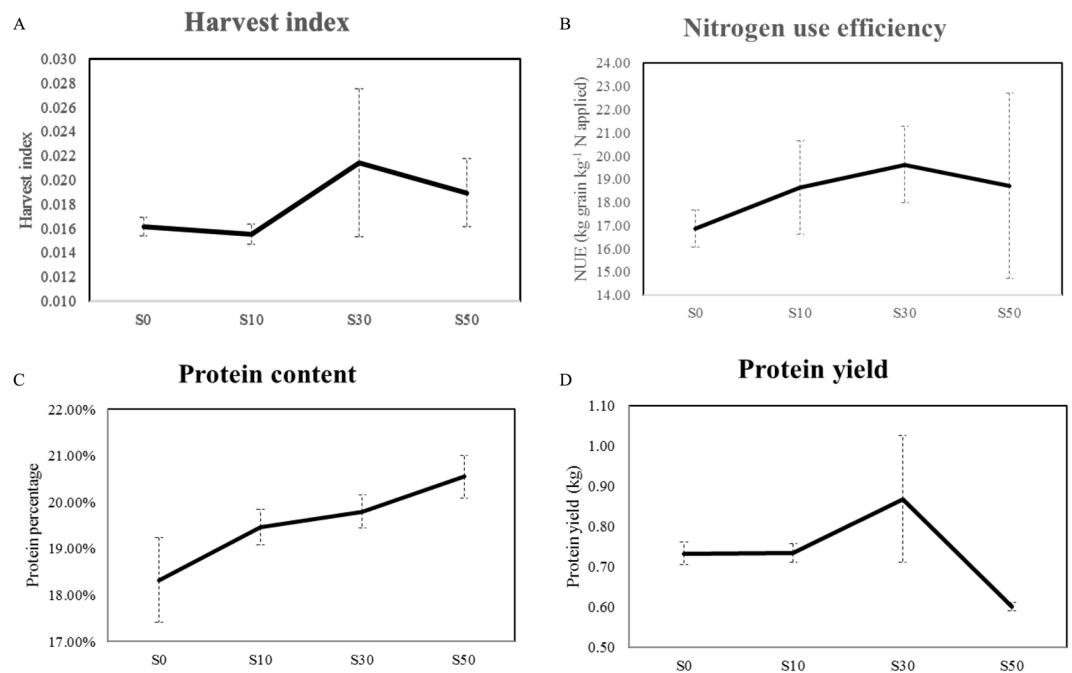 A
Harvest index
Harvest index
0.030
0.028
0.026
0.024
0.022
0.020
0.018
0.016
0.014
0.012
0.010
S0 S10 S30 S50
B
Nitrogen use efficiency
NUE (kg grain kg⁻¹ N applied)
24.00
23.00
22.00
21.00
20.00
19.00
18.00
17.00
16.00
15.00
14.00
S0 S10 S30 S50
C
Protein content
Protein percentage
22.00%
21.00%
20.00%
19.00%
18.00%
17.00%
S0 S10 S30 S50
D
Protein yield
Protein yield (kg)
1.10
1.00
0.90
0.80
0.70
0.60
0.50
S0 S10 S30 S50